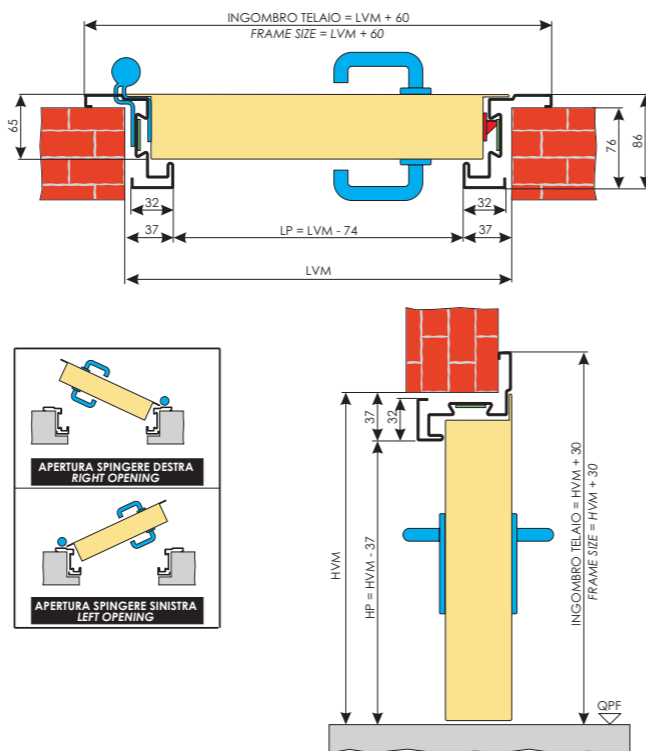 INGOMBRO TELAIO = LVM + 60
FRAME SIZE = LVM + 60
65
76
86
32
32
37
LP = LVM - 74
37
LVM
37
32
HVM
HP = HVM - 37
INGOMBRO TELAIO = HVM + 30
FRAME SIZE = HVM + 30
QPF
APERTURA SPINGERE DESTRA
RIGHT OPENING
APERTURA SPINGERE SINISTRA
LEFT OPENING